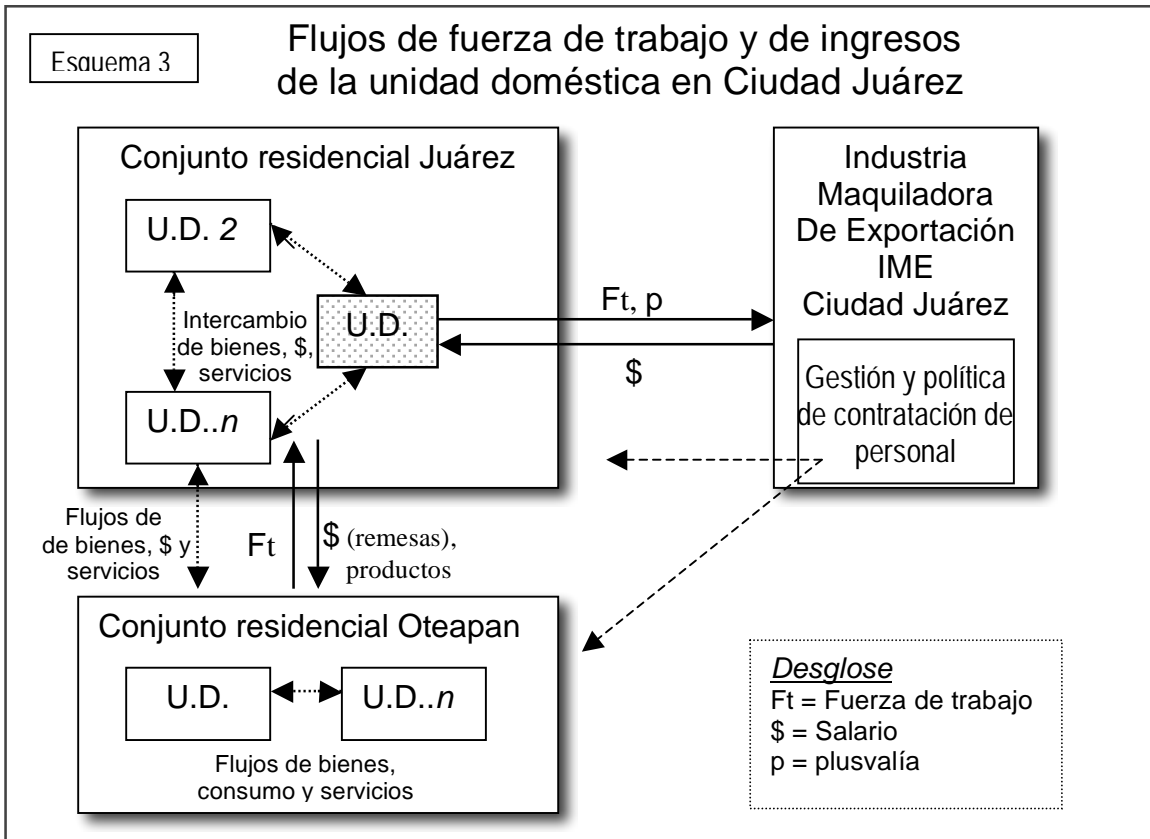 Esquema 3
Flujos de fuerza de trabajo y de ingresos
de la unidad doméstica en Ciudad Juárez
Conjunto residencial Juárez
U.D. 2
Intercambio
de bienes, $,
servicios
U.D.
U.D..n
Ft, p
$
Industria
Maquiladora
De Exportación
IME
Ciudad Juárez
Gestión y política
de contratación de
personal
Flujos de
de bienes, $ y
servicios
Ft
$ (remesas),
productos
Conjunto residencial Oteapan
U.D.
U.D..n
Flujos de bienes,
consumo y servicios
Desglose
Ft = Fuerza de trabajo
$ = Salario
p = plusvalía